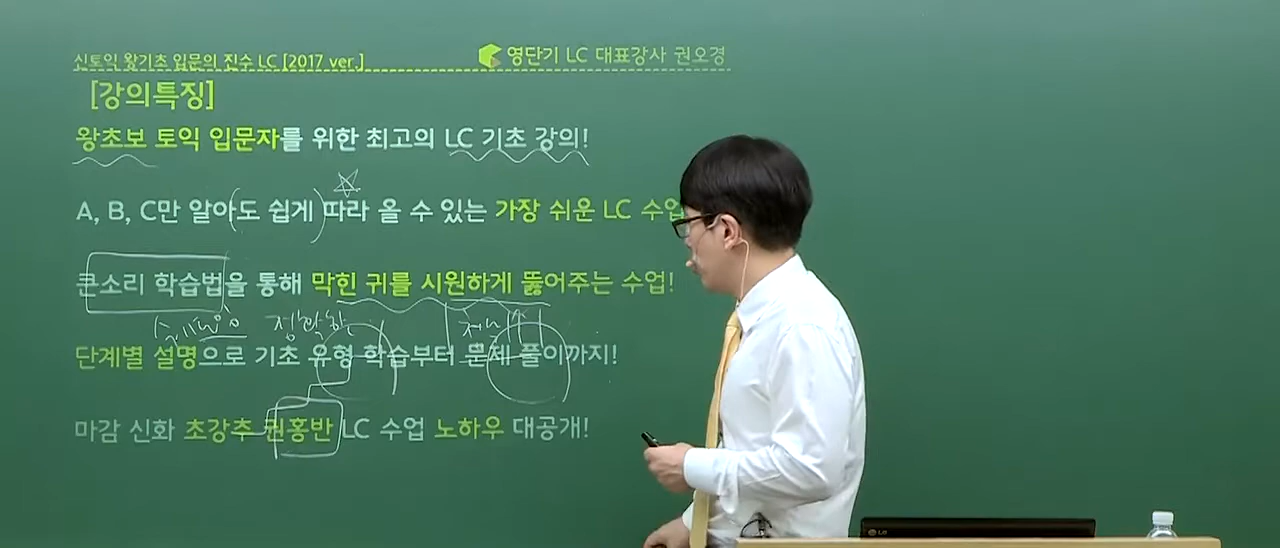 신토익 왕기초 입문의 진수 LC [2017 ver.]
영단기 LC 대표강사 권오경
[강의특징]
왕초보 토익 입문자를 위한 최고의 LC 기초 강의!
A, B, C만 알아도 쉽게 따라 올 수 있는 가장 쉬운 LC 수업
큰소리 학습법을 통해 막힌 귀를 시원하게 뚫어주는 수업!
정확한
단계별 설명으로 기초 유형 학습부터 문제 풀이까지!
마감 신화 초강추 권홍반 LC 수업 노하우 대공개!
LG